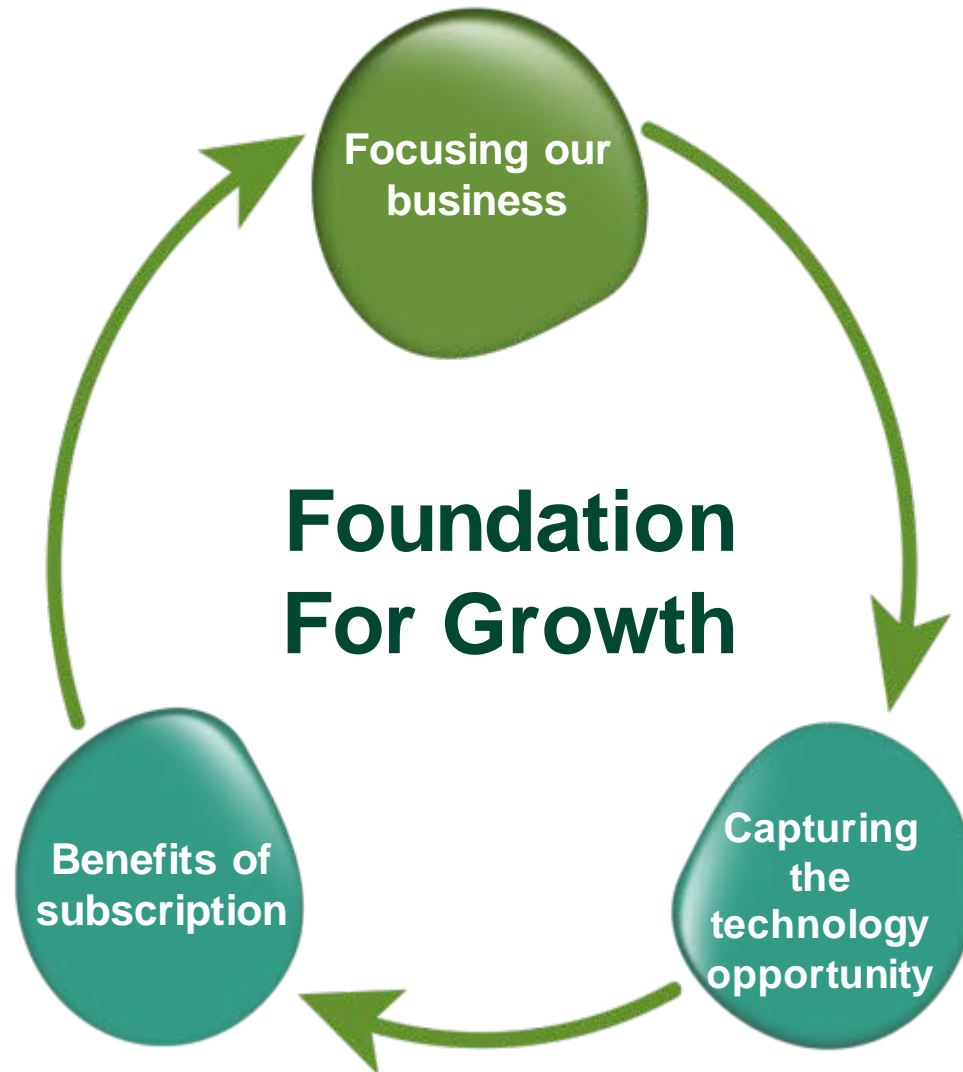 Focusing our
business
Foundation
For Growth
Capturing
the
technology
opportunity
Benefits of
subscription